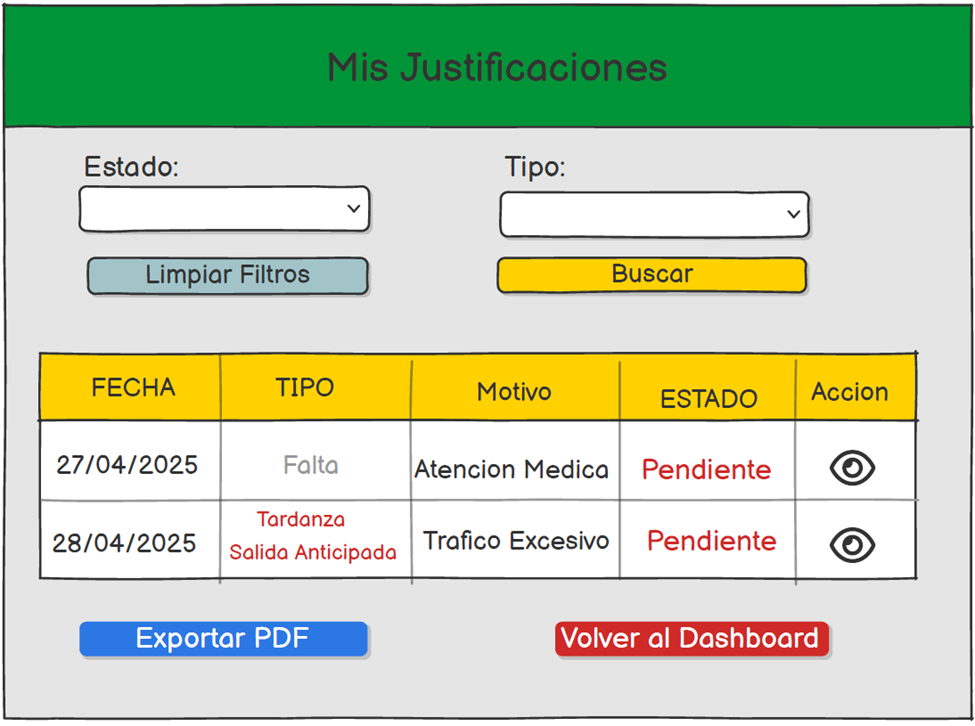 Mis Justificaciones
Estado: Tipo:
Limpiar Filtros Buscar
FECHA TIPO Motivo ESTADO Accion
27/04/2025 Falta Atencion Medica Pendiente
28/04/2025 Tardanza Trafico Excesivo Pendiente
Salida Anticipada
Exportar PDF Volver al Dashboard